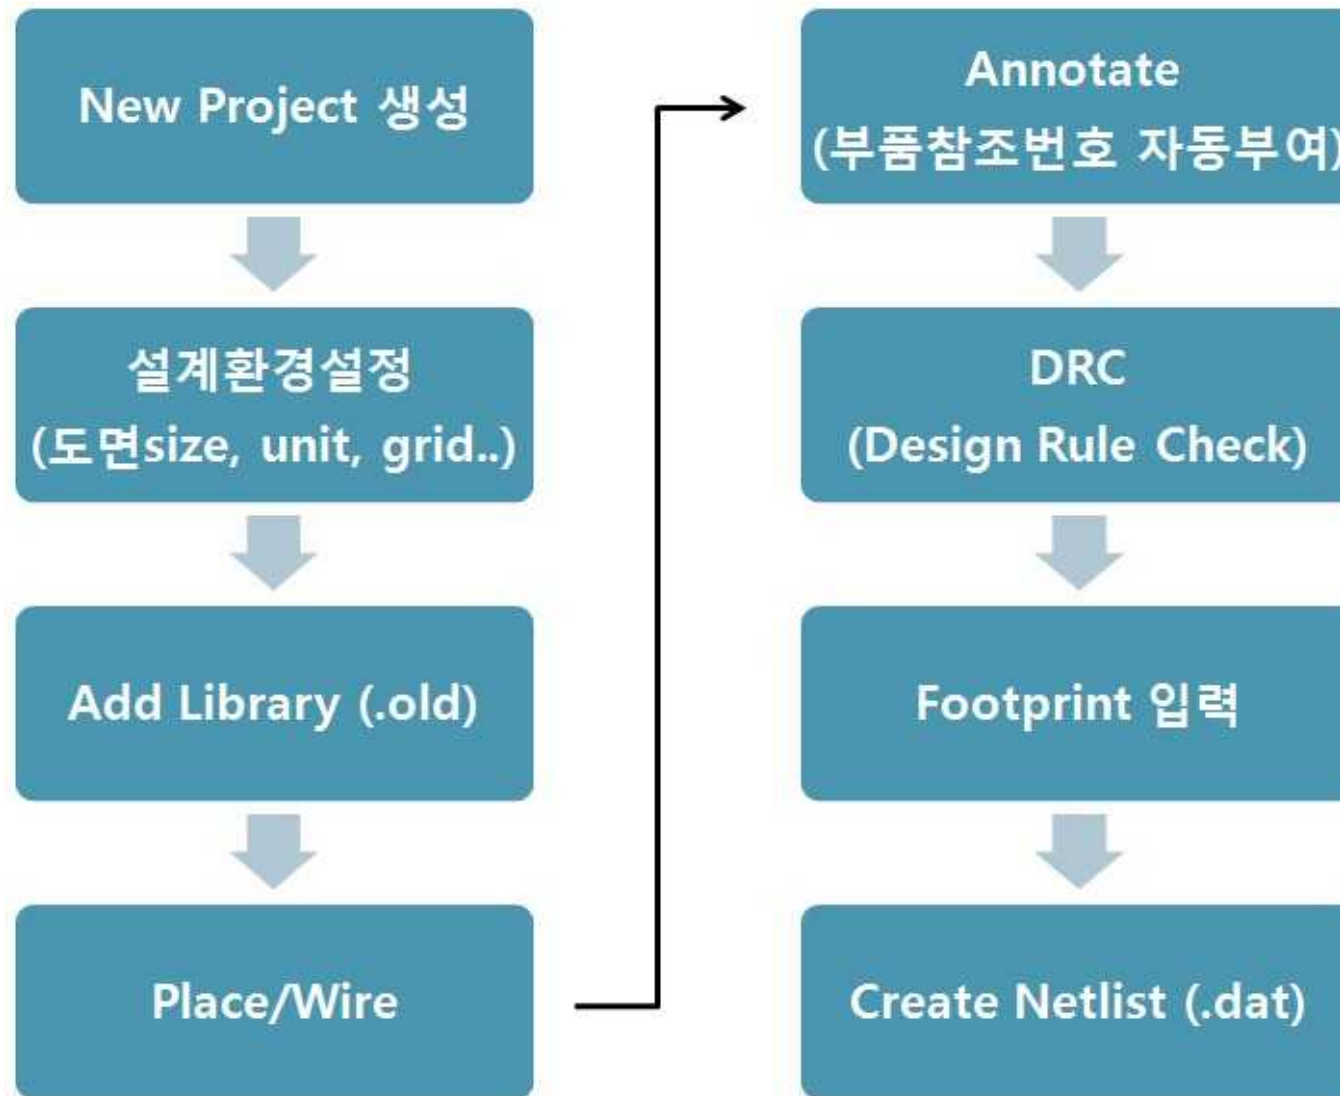 New Project 생성
설계환경설정
(도면size, unit, grid..)
Add Library (.old)
Place/Wire
Annotate
(부품참조번호 자동부여)
DRC
(Design Rule Check)
Footprint 입력
Create Netlist (.dat)